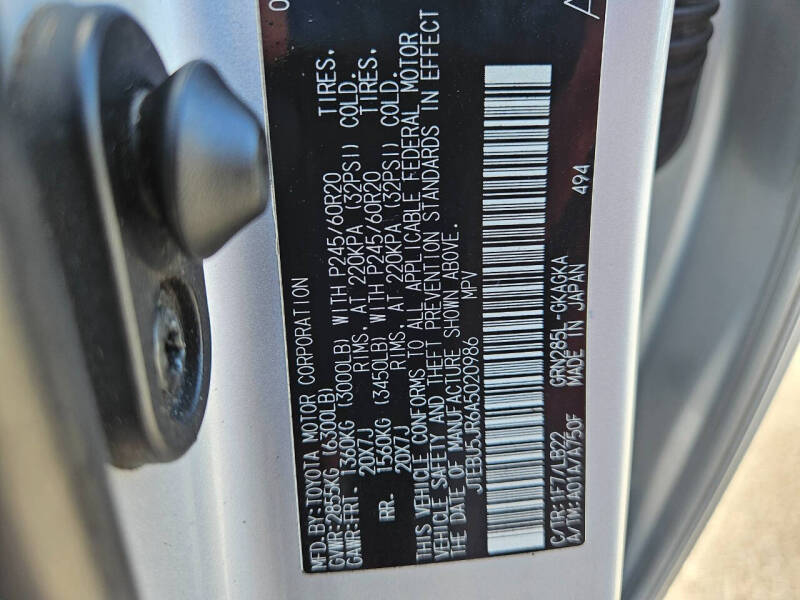 MFD.BY:TOYOTA MOTOR CORPORATION
GVWR:2855KG (6300LB)
GAWR:FRT. 1360KG (3000LB) WITH P245/60R20 TIRES.
20X7J RIMS, AT 220KPA (32PSI) COLD.
RR. 1560KG (3450LB) WITH P245/60R20 TIRES.
20X7J RIMS, AT 220KPA (32PSI) COLD.
THIS VEHICLE CONFORMS TO ALL APPLICABLE FEDERAL MOTOR
VEHICLE SAFETY AND THEFT PREVENTION STANDARDS IN EFFECT
ON THE DATE OF MANUFACTURE SHOWN ABOVE.
JTEBU5JR6A5020986 MPV
494
C/TR:1F7/LB22 GRN285L-GKAGKA
A/TM:A01A/A750F MADE IN JAPAN